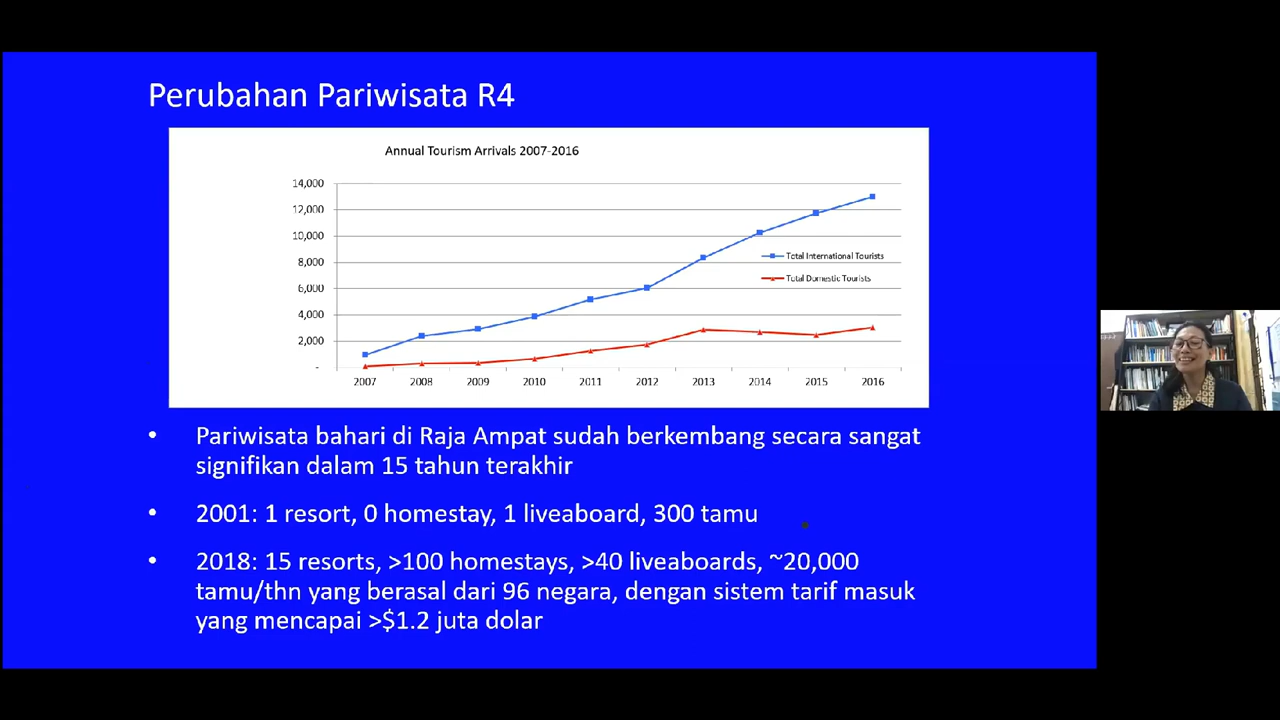 Perubahan Pariwisata R4
Annual Tourism Arrivals 2007-2016
14,000
12,000
10,000
8,000
6,000
4,000
2,000
-
Total International Tourists
Total Domestic Tourists
2007 2008 2009 2010 2011 2012 2013 2014 2015 2016
• Pariwisata bahari di Raja Ampat sudah berkembang secara sangat
signifikan dalam 15 tahun terakhir
• 2001: 1 resort, 0 homestay, 1 liveaboard, 300 tamu
• 2018: 15 resorts, >100 homestays, >40 liveaboards, ~20,000
tamu/thn yang berasal dari 96 negara, dengan sistem tarif masuk
yang mencapai >$1.2 juta dolar